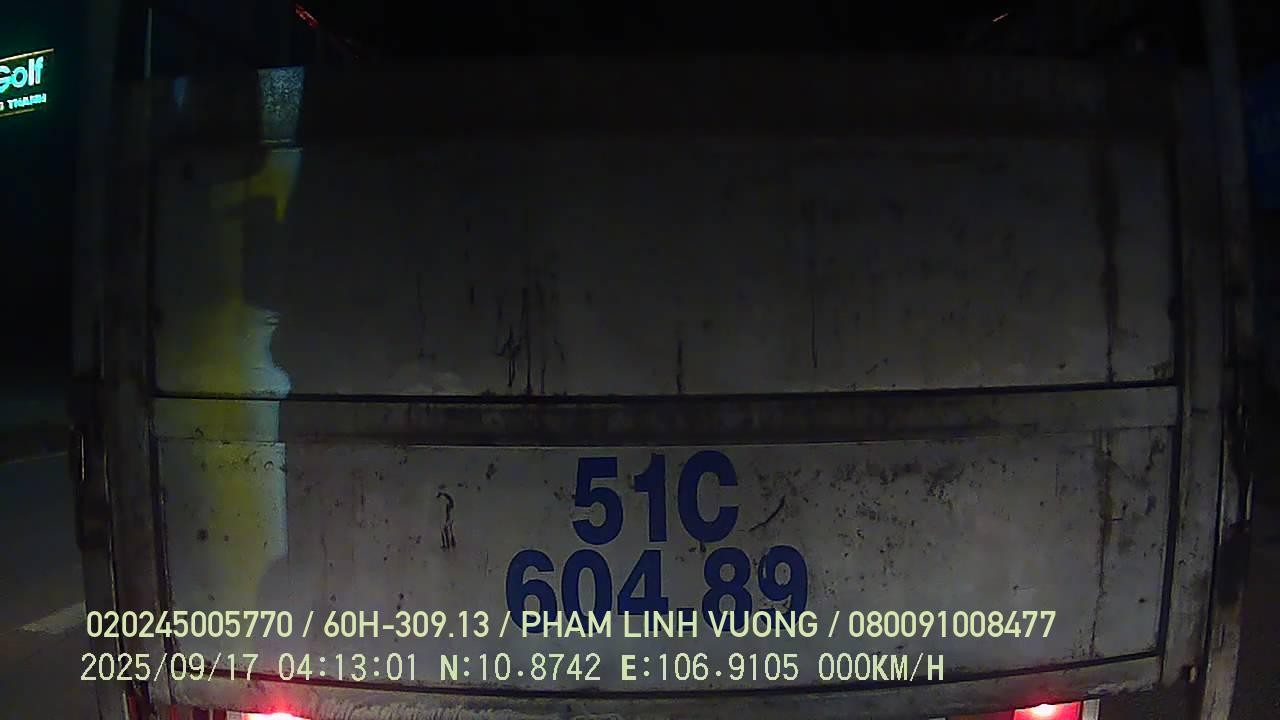 Golf
THANH
51C
604.89
020245005770 / 60H-309.13 / PHAM LINH VUONG / 080091008477
2025/09/17 04:13:01 N:10.8742 E:106.9105 000KM/H